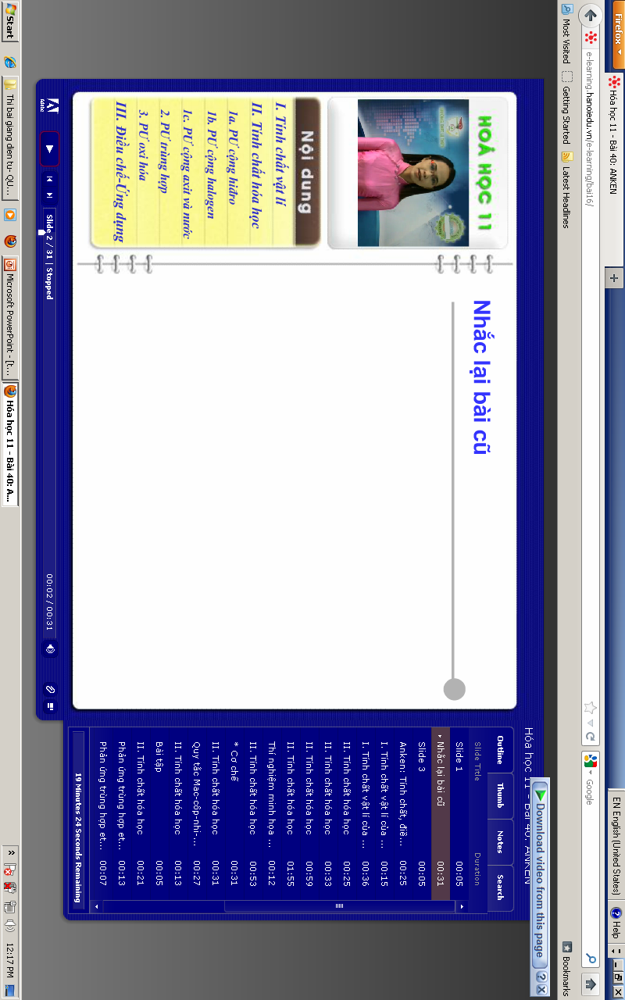 Firefox
Hóa học 11 - Bài 40: ANKEN
EN English (United States)
Help
e-learning.hanoiedu.vn/e-learning/bai16/
Google
Most Visited
Getting Started
Latest Headlines
Bookmarks
Download video from this page
Hóa học 11 - Bài 40: ANKEN
HOÁ HỌC 11
Nội dung
I. Tính chất vật lí
II. Tính chất hóa học
1a. PƯ cộng hiđro
1b. PƯ cộng halogen
1c. PƯ cộng axit và nước
2. PƯ trùng hợp
3. PƯ oxi hóa
III. Điều chế-Ứng dụng
Nhắc lại bài cũ
Outline
Thumb
Notes
Search
Slide Title
Duration
Slide 1 00:05
Nhắc lại bài cũ 00:31
Slide 3 00:05
Anken: Tính chất, điề... 00:25
I. Tính chất vật lí của ... 00:15
I. Tính chất vật lí của ... 00:36
II. Tính chất hóa học 00:25
II. Tính chất hóa học 00:33
II. Tính chất hóa học 00:59
II. Tính chất hóa học 01:55
Thí nghiệm minh họa ... 00:12
II. Tính chất hóa học 00:53
* Cơ chế 00:31
II. Tính chất hóa học 00:31
Quy tắc Mac-côp-nhi-... 00:27
II. Tính chất hóa học 00:13
Bài tập 00:05
II. Tính chất hóa học 00:21
Phản ứng trùng hợp et... 00:13
Phản ứng trùng hợp et... 00:07
19 Minutes 24 Seconds Remaining
Adobe
Slide 2 / 31 | Stopped
00:02 / 00:31
Start
Thi bai giang dien tu- QU...
Microsoft PowerPoint - [t...
Hóa học 11 - Bài 40: A...
12:17 PM